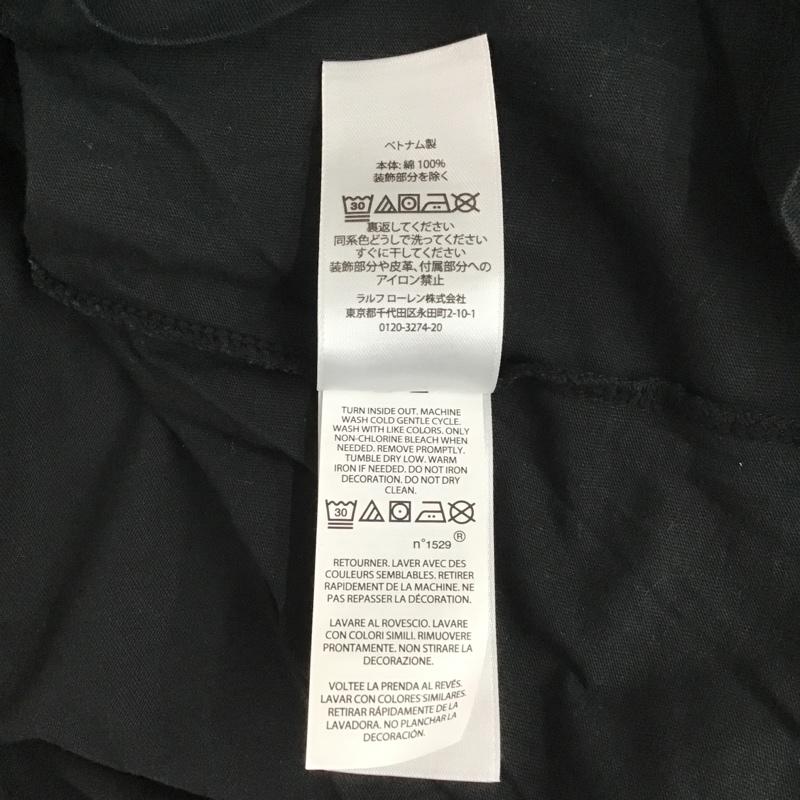 ベトナム製
本体: 綿 100%
装飾部分を除く
30
裏返してください
同系色どうしで洗ってください
すぐに干してください
装飾部分や皮革、付属部分への
アイロン禁止
ラルフ ローレン株式会社
東京都千代田区永田町2-10-1
0120-3274-20
TURN INSIDE OUT. MACHINE
WASH COLD GENTLE CYCLE.
WASH WITH LIKE COLORS. ONLY
NON-CHLORINE BLEACH WHEN
NEEDED. REMOVE PROMPTLY.
TUMBLE DRY LOW. WARM
IRON IF NEEDED. DO NOT IRON
DECORATION. DO NOT DRY
CLEAN.
30
n°1529 ®
RETOURNER. LAVER AVEC DES
COULEURS SEMBLABLES. RETIRER
RAPIDEMENT DE LA MACHINE. NE
PAS REPASSER LA DÉCORATION.
LAVARE AL ROVESCIO. LAVARE
CON COLORI SIMILI. RIMUOVERE
PRONTAMENTE. NON STIRARE LA
DECORAZIONE.
VOLTEE LA PRENDA AL REVÉS.
LAVAR CON COLORES SIMILARES.
RETIRAR RÁPIDAMENTE DE LA
LAVADORA. NO PLANCHAR LA
DECORACIÓN.